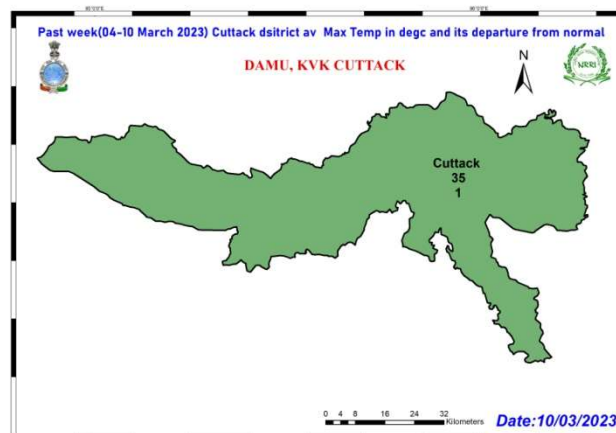 Past week(04-10 March 2023) Cuttack dsitrict av Max Temp in degc and its departure from normal
DAMU, KVK CUTTACK
N
NRRI
Cuttack
35
1
0 4 8 16 24 32
Kilometers
Date:10/03/2023